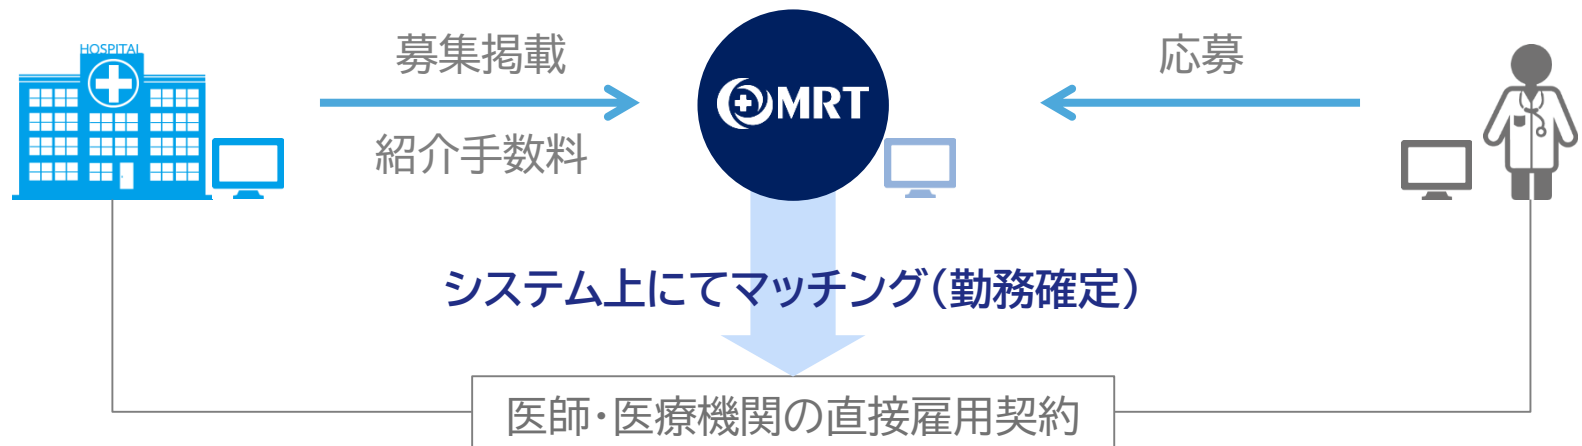 HOSPITAL
募集掲載
紹介手数料
MRT
応募
システム上にてマッチング(勤務確定)
医師・医療機関の直接雇用契約